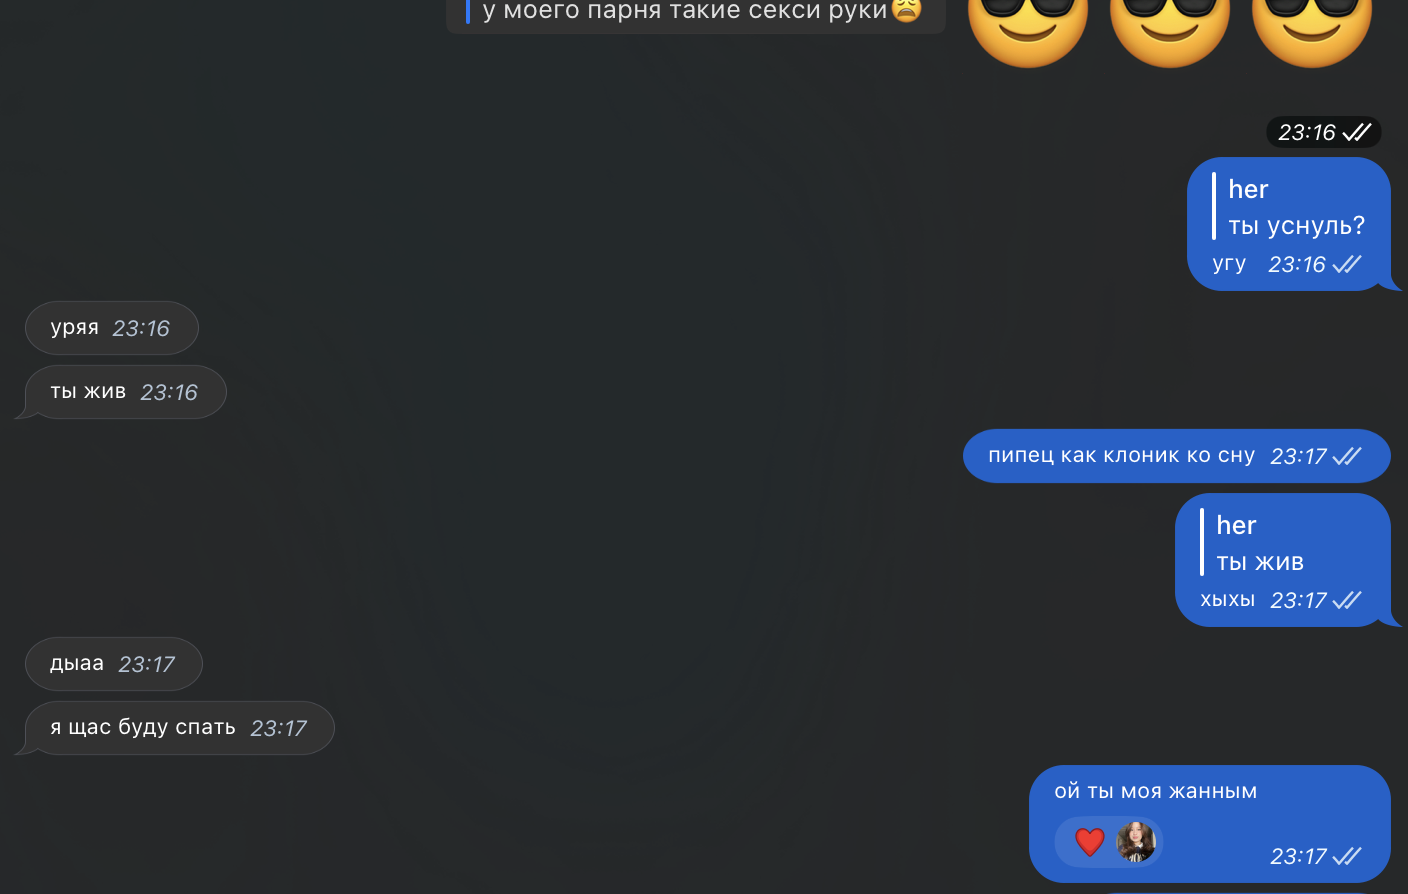 у моего парня такие секси руки😩
😎😎😎
23:16
her
ты уснуль?
угу 23:16
уряя 23:16
ты жив 23:16
пипец как клоник ко сну 23:17
her
ты жив
хыхы 23:17
дыаа 23:17
я щас буду спать 23:17
ой ты моя жанным
❤️ 23:17